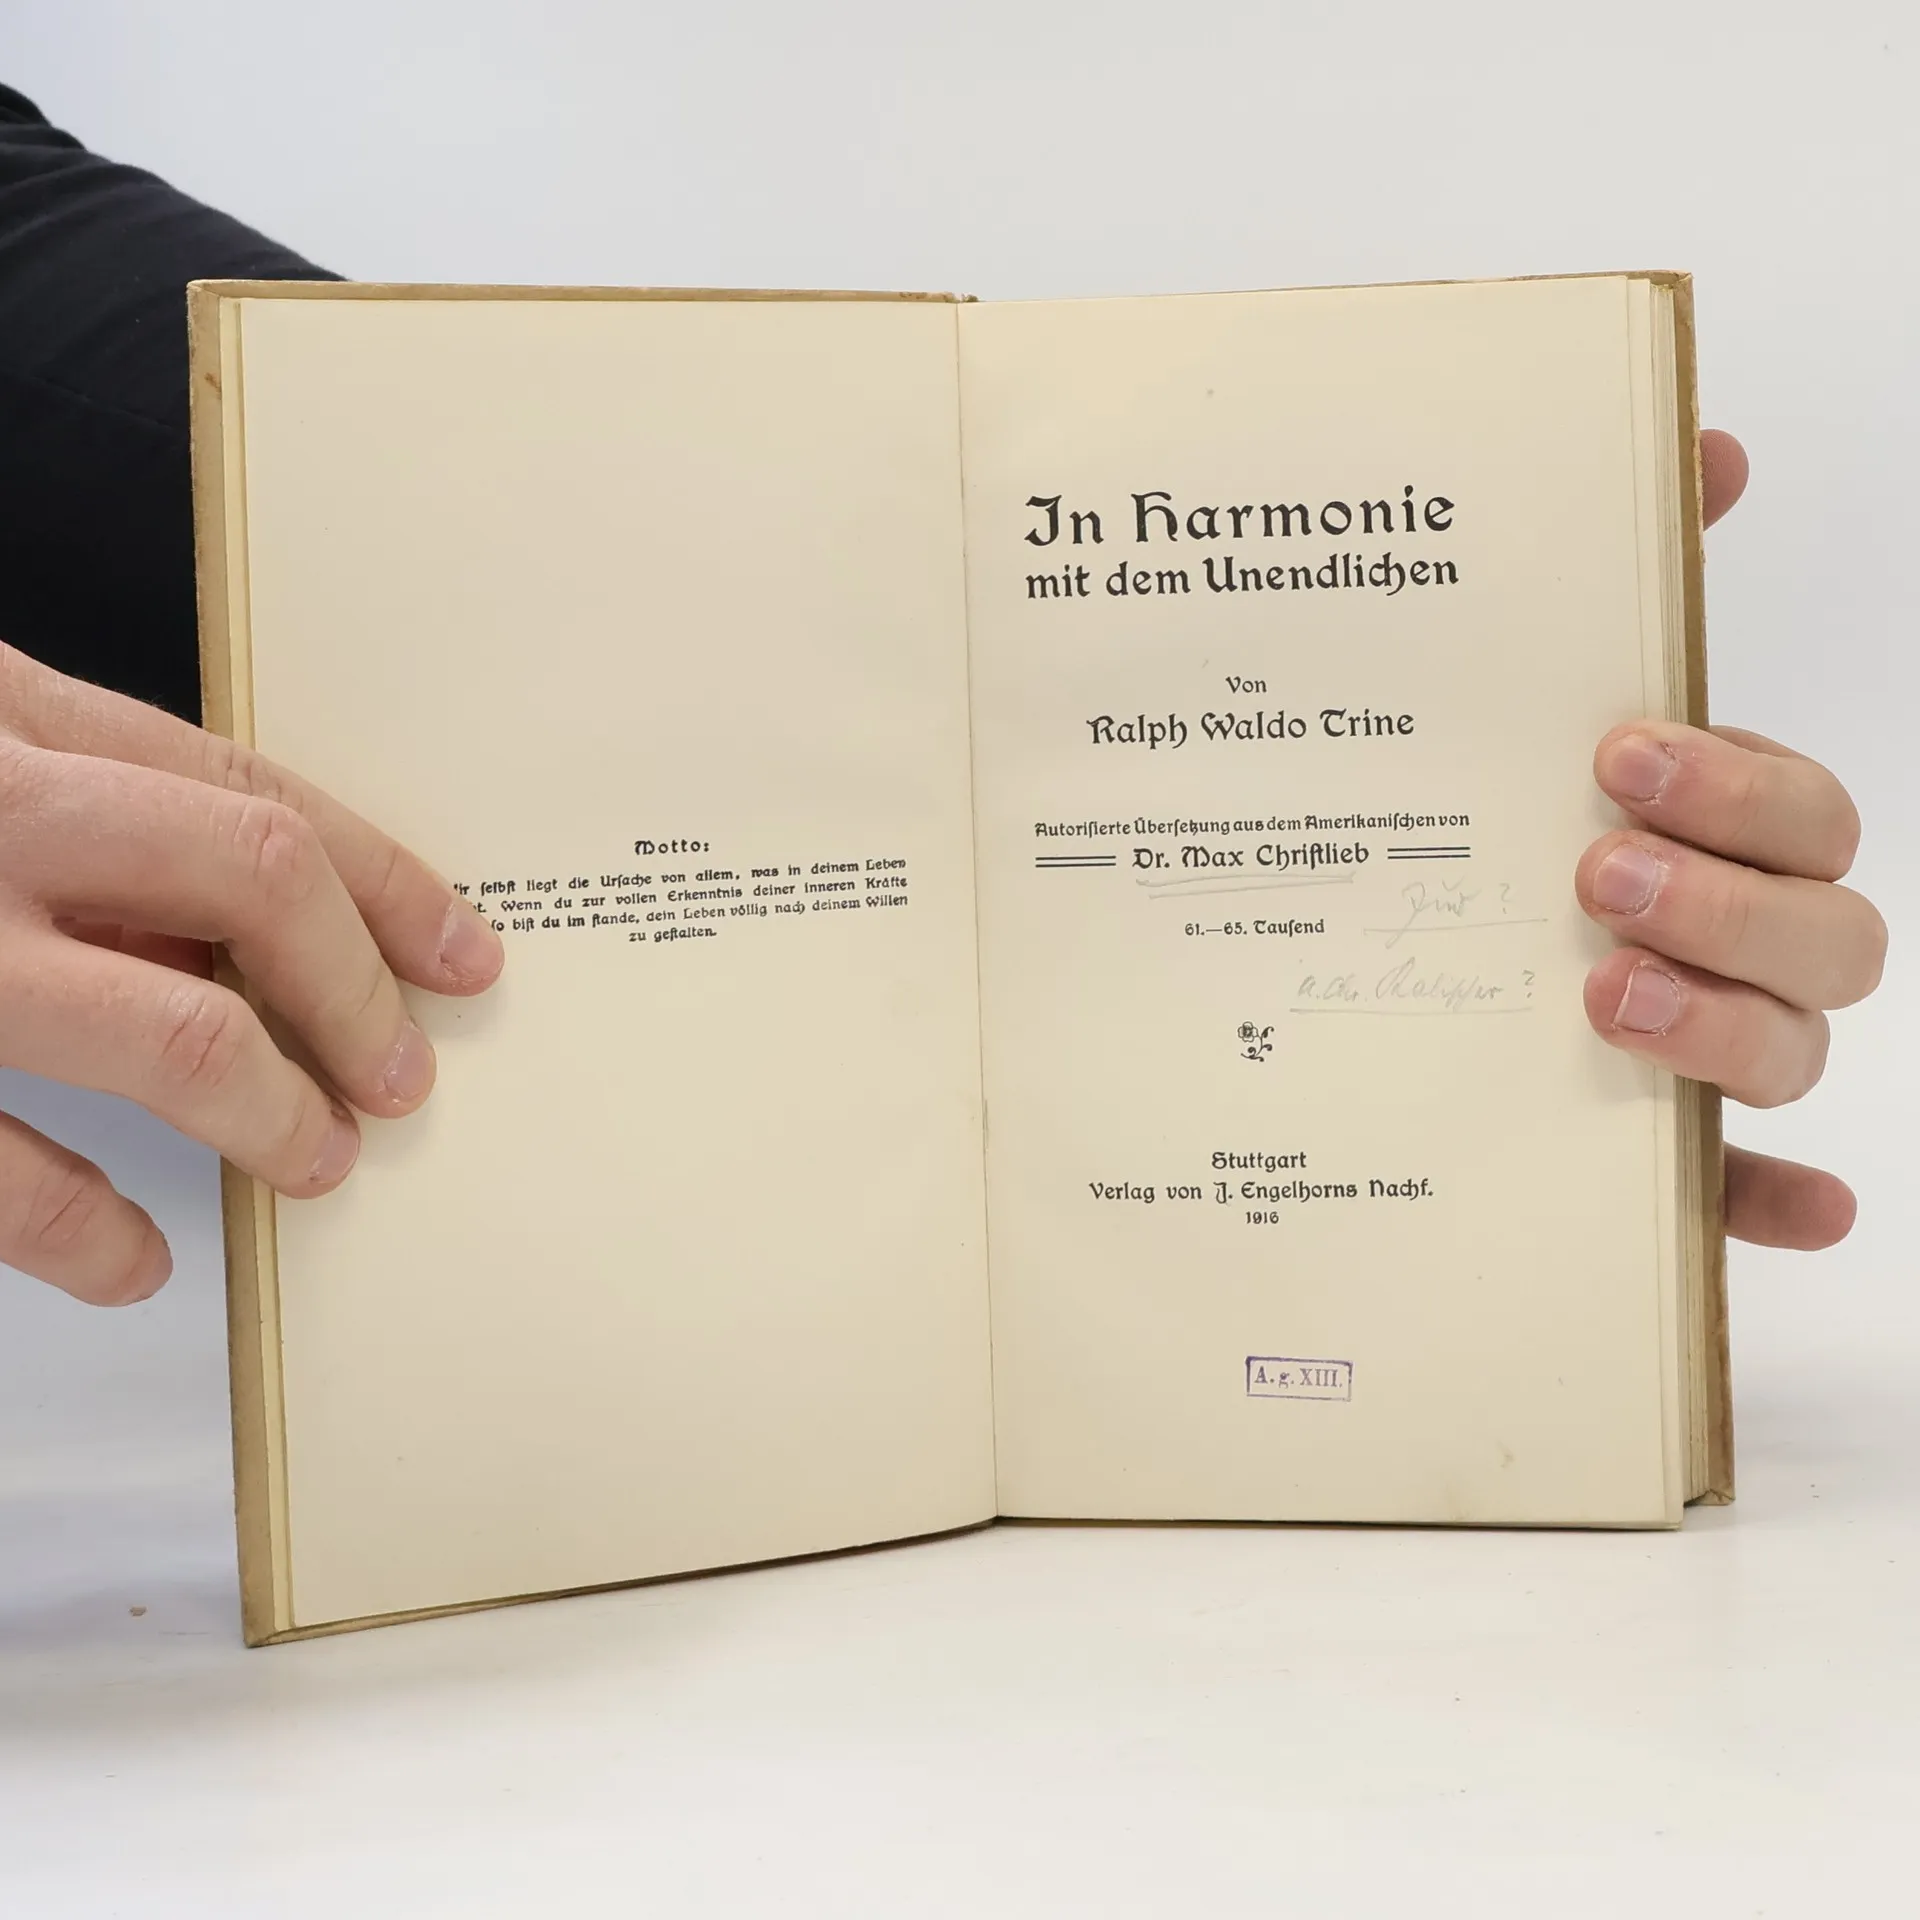 Motto:
ir ſelbſt liegt die Urſache von allem, was in deinem Leben
t. Wenn du zur vollen Erkenntnis deiner inneren Kräfte
ſo biſt du im ſtande, dein Leben völlig nach deinem Willen
zu geſtalten.
In Harmonie
mit dem Unendlichen
Von
Ralph Waldo Trine
Autoriſierte Überſetzung aus dem Amerikaniſchen von
Dr. Max Chriſtlieb
61.—65. Tauſend
Stuttgart
Verlag von J. Engelhorns Nachf.
1916
A. g. XIII.